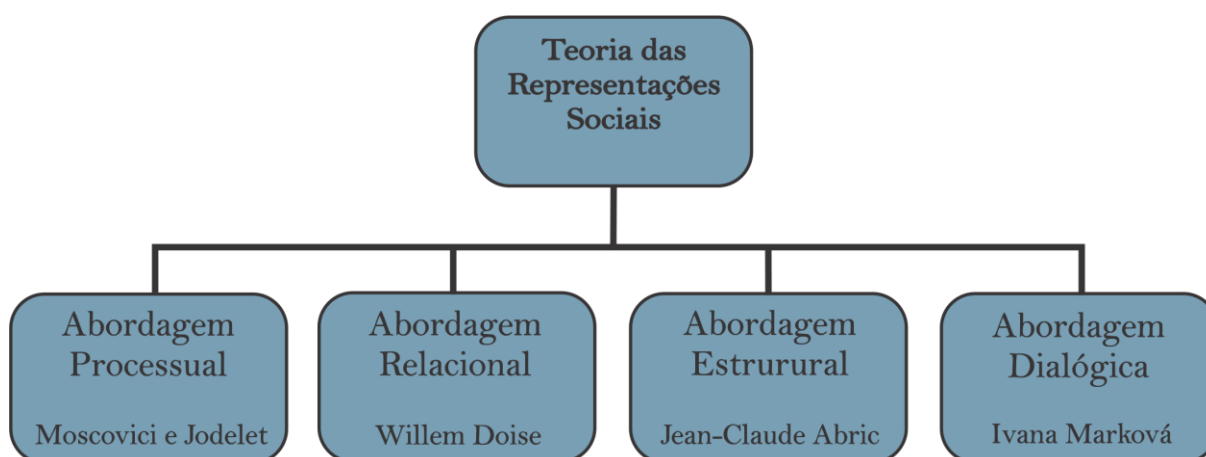 Teoria das
Representações
Sociais
Abordagem
Processual
Moscovici e Jodelet
Abordagem
Relacional
Willem Doise
Abordagem
Estrurural
Jean-Claude Abric
Abordagem
Dialógica
Ivana Marková